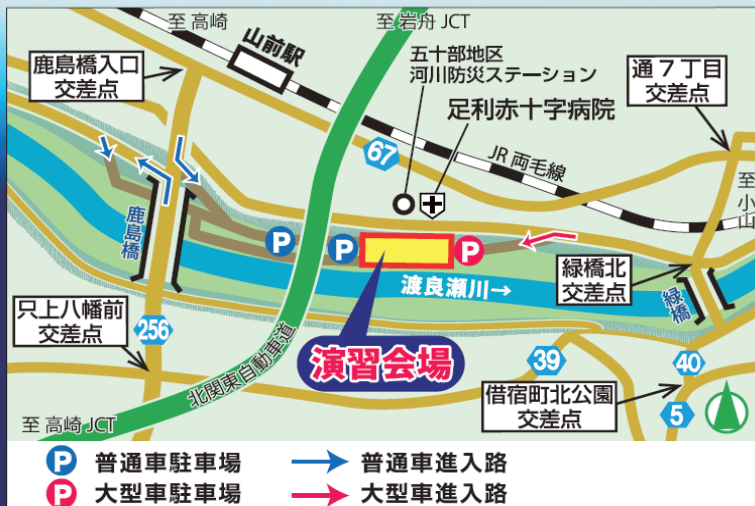 至 高崎
至 岩舟 JCT
山前駅
鹿島橋入口
交差点
五十部地区
河川防災ステーション
通7丁目
交差点
足利赤十字病院
67
JR 両毛線
至 小山
鹿島橋
P
P
P
緑橋北
交差点
渡良瀬川→
緑橋
只上八幡前
交差点
256
演習会場
39
40
北関東自動車道
借宿町北公園
交差点
5
至 高崎 JCT
P 普通車駐車場 → 普通車進入路
P 大型車駐車場 → 大型車進入路